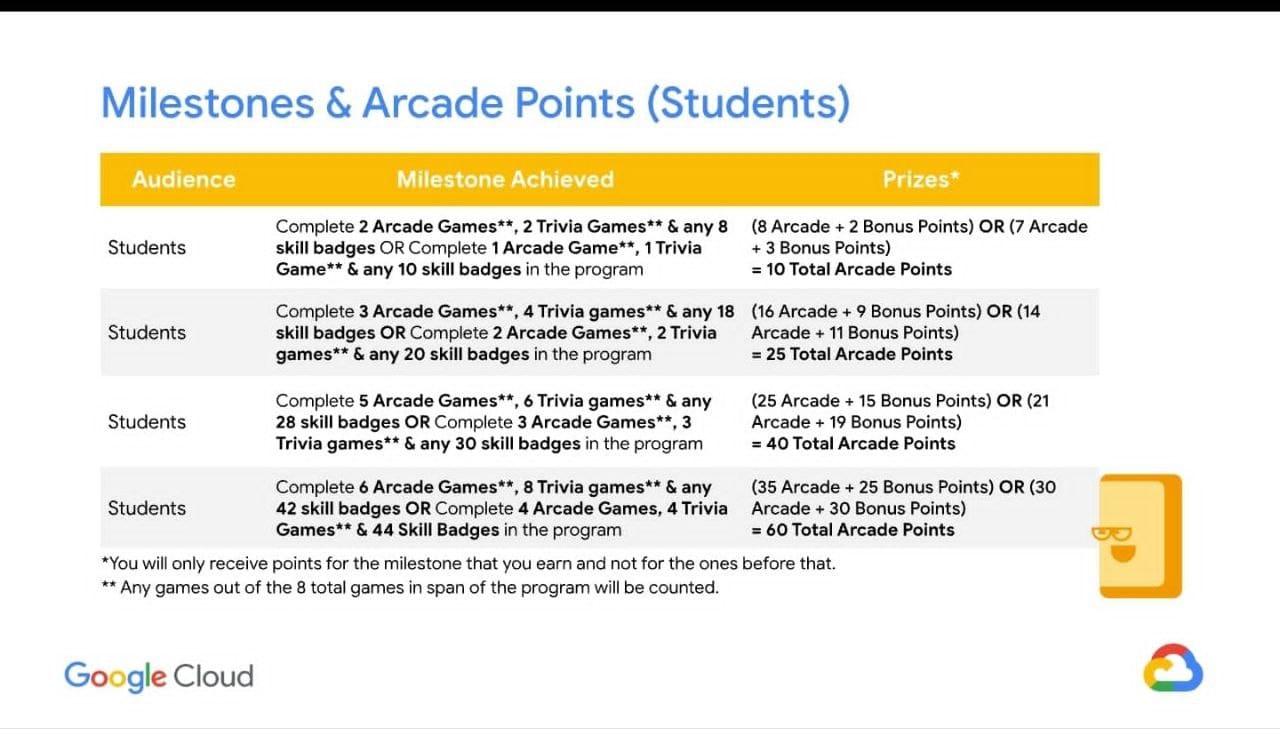 Milestones & Arcade Points (Students)
Audience Milestone Achieved Prizes*
Students
Complete 2 Arcade Games**, 2 Trivia Games** & any 8
skill badges OR Complete 1 Arcade Game**, 1 Trivia
Game** & any 10 skill badges in the program
(8 Arcade + 2 Bonus Points) OR (7 Arcade
+ 3 Bonus Points)
= 10 Total Arcade Points
Students
Complete 3 Arcade Games**, 4 Trivia games** & any 18
skill badges OR Complete 2 Arcade Games**, 2 Trivia
games** & any 20 skill badges in the program
(16 Arcade + 9 Bonus Points) OR (14
Arcade + 11 Bonus Points)
= 25 Total Arcade Points
Students
Complete 5 Arcade Games**, 6 Trivia games** & any
28 skill badges OR Complete 3 Arcade Games**, 3
Trivia games** & any 30 skill badges in the program
(25 Arcade + 15 Bonus Points) OR (21
Arcade + 19 Bonus Points)
= 40 Total Arcade Points
Students
Complete 6 Arcade Games**, 8 Trivia games** & any
42 skill badges OR Complete 4 Arcade Games, 4 Trivia
Games** & 44 Skill Badges in the program
(35 Arcade + 25 Bonus Points) OR (30
Arcade + 30 Bonus Points)
= 60 Total Arcade Points
*You will only receive points for the milestone that you earn and not for the ones before that.
** Any games out of the 8 total games in span of the program will be counted.
Google Cloud